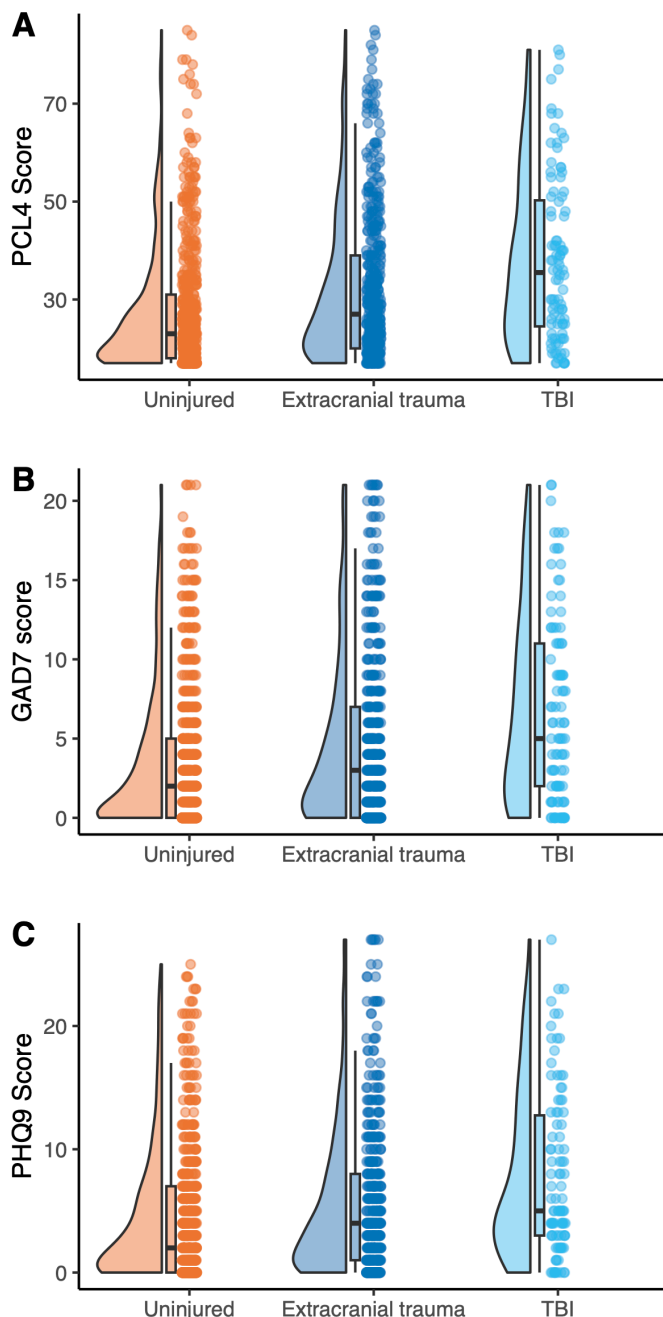 A
PCL4 Score
70
50
30
Uninjured Extracranial trauma TBI
B
GAD7 score
20
15
10
5
0
Uninjured Extracranial trauma TBI
C
PHQ9 Score
20
10
0
Uninjured Extracranial trauma TBI